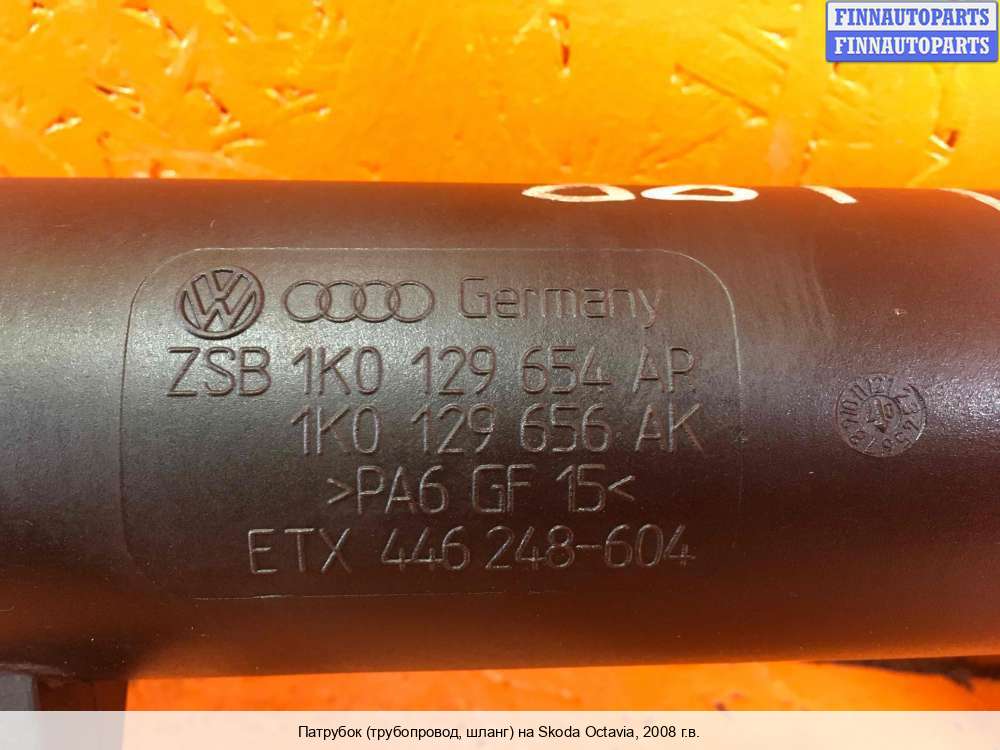 FINNAUTOPARTS
FINNAUTOPARTS
001
Germany
ZSB 1K0 129 654 AP
1K0 129 656 AK
>PA6 GF 15<
ETX 446 248-604
Патрубок (трубопровод, шланг) на Skoda Octavia, 2008 г.в.